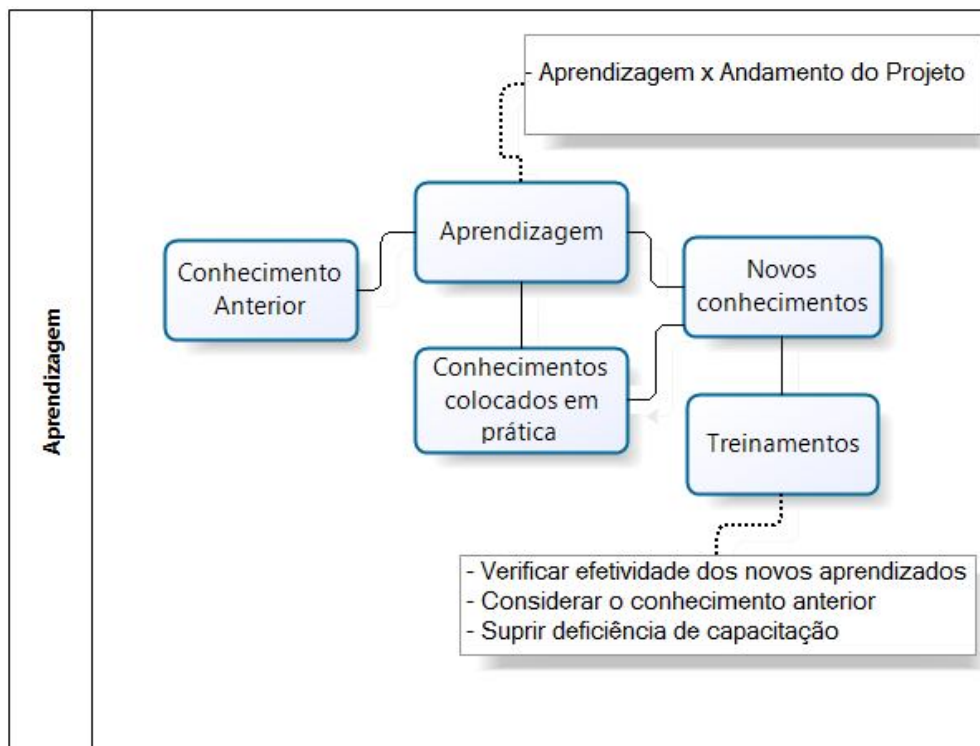 Aprendizagem
- Aprendizagem x Andamento do Projeto
Aprendizagem
Conhecimento
Anterior
Novos
conhecimentos
Conhecimentos
colocados em
prática
Treinamentos
- Verificar efetividade dos novos aprendizados
- Considerar o conhecimento anterior
- Suprir deficiência de capacitação